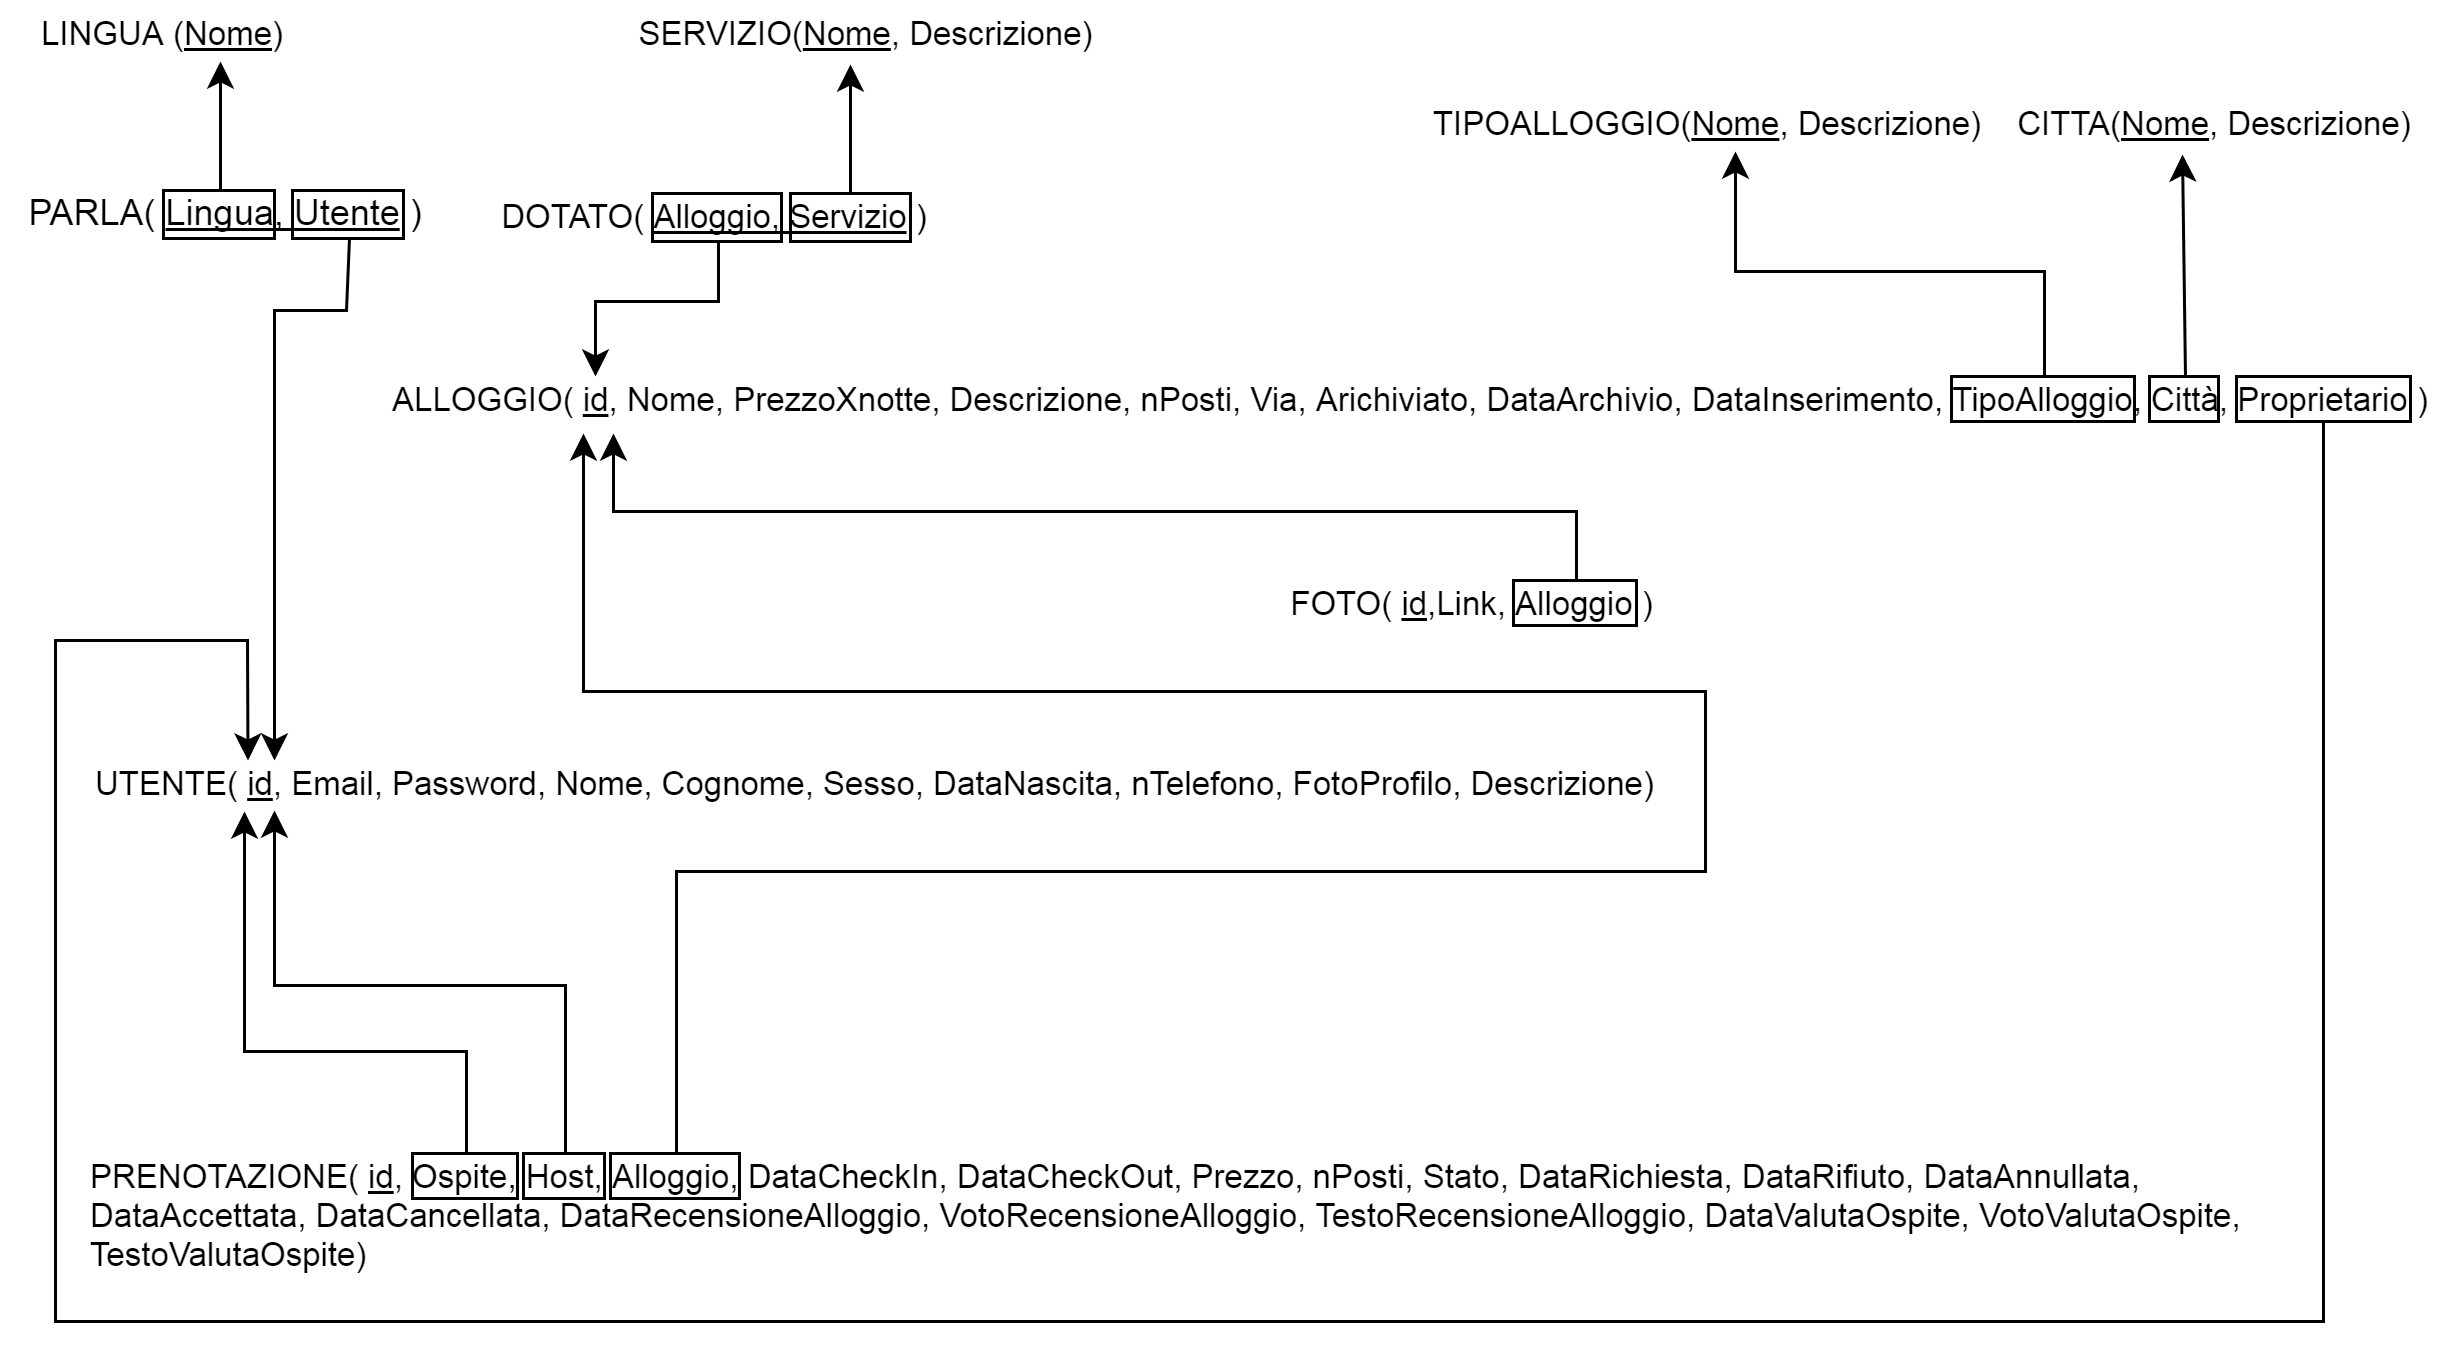 LINGUA (Nome)
SERVIZIO(Nome, Descrizione)
TIPOALLOGGIO(Nome, Descrizione)
CITTA(Nome, Descrizione)
PARLA( Lingua, Utente )
DOTATO( Alloggio, Servizio )
ALLOGGIO( id, Nome, PrezzoXnotte, Descrizione, nPosti, Via, Arichiviato, DataArchivio, DataInserimento, TipoAlloggio, Città, Proprietario )
FOTO( id,Link, Alloggio )
UTENTE( id, Email, Password, Nome, Cognome, Sesso, DataNascita, nTelefono, FotoProfilo, Descrizione)
PRENOTAZIONE( id, Ospite, Host, Alloggio, DataCheckIn, DataCheckOut, Prezzo, nPosti, Stato, DataRichiesta, DataRifiuto, DataAnnullata,
DataAccettata, DataCancellata, DataRecensioneAlloggio, VotoRecensioneAlloggio, TestoRecensioneAlloggio, DataValutaOspite, VotoValutaOspite,
TestoValutaOspite)